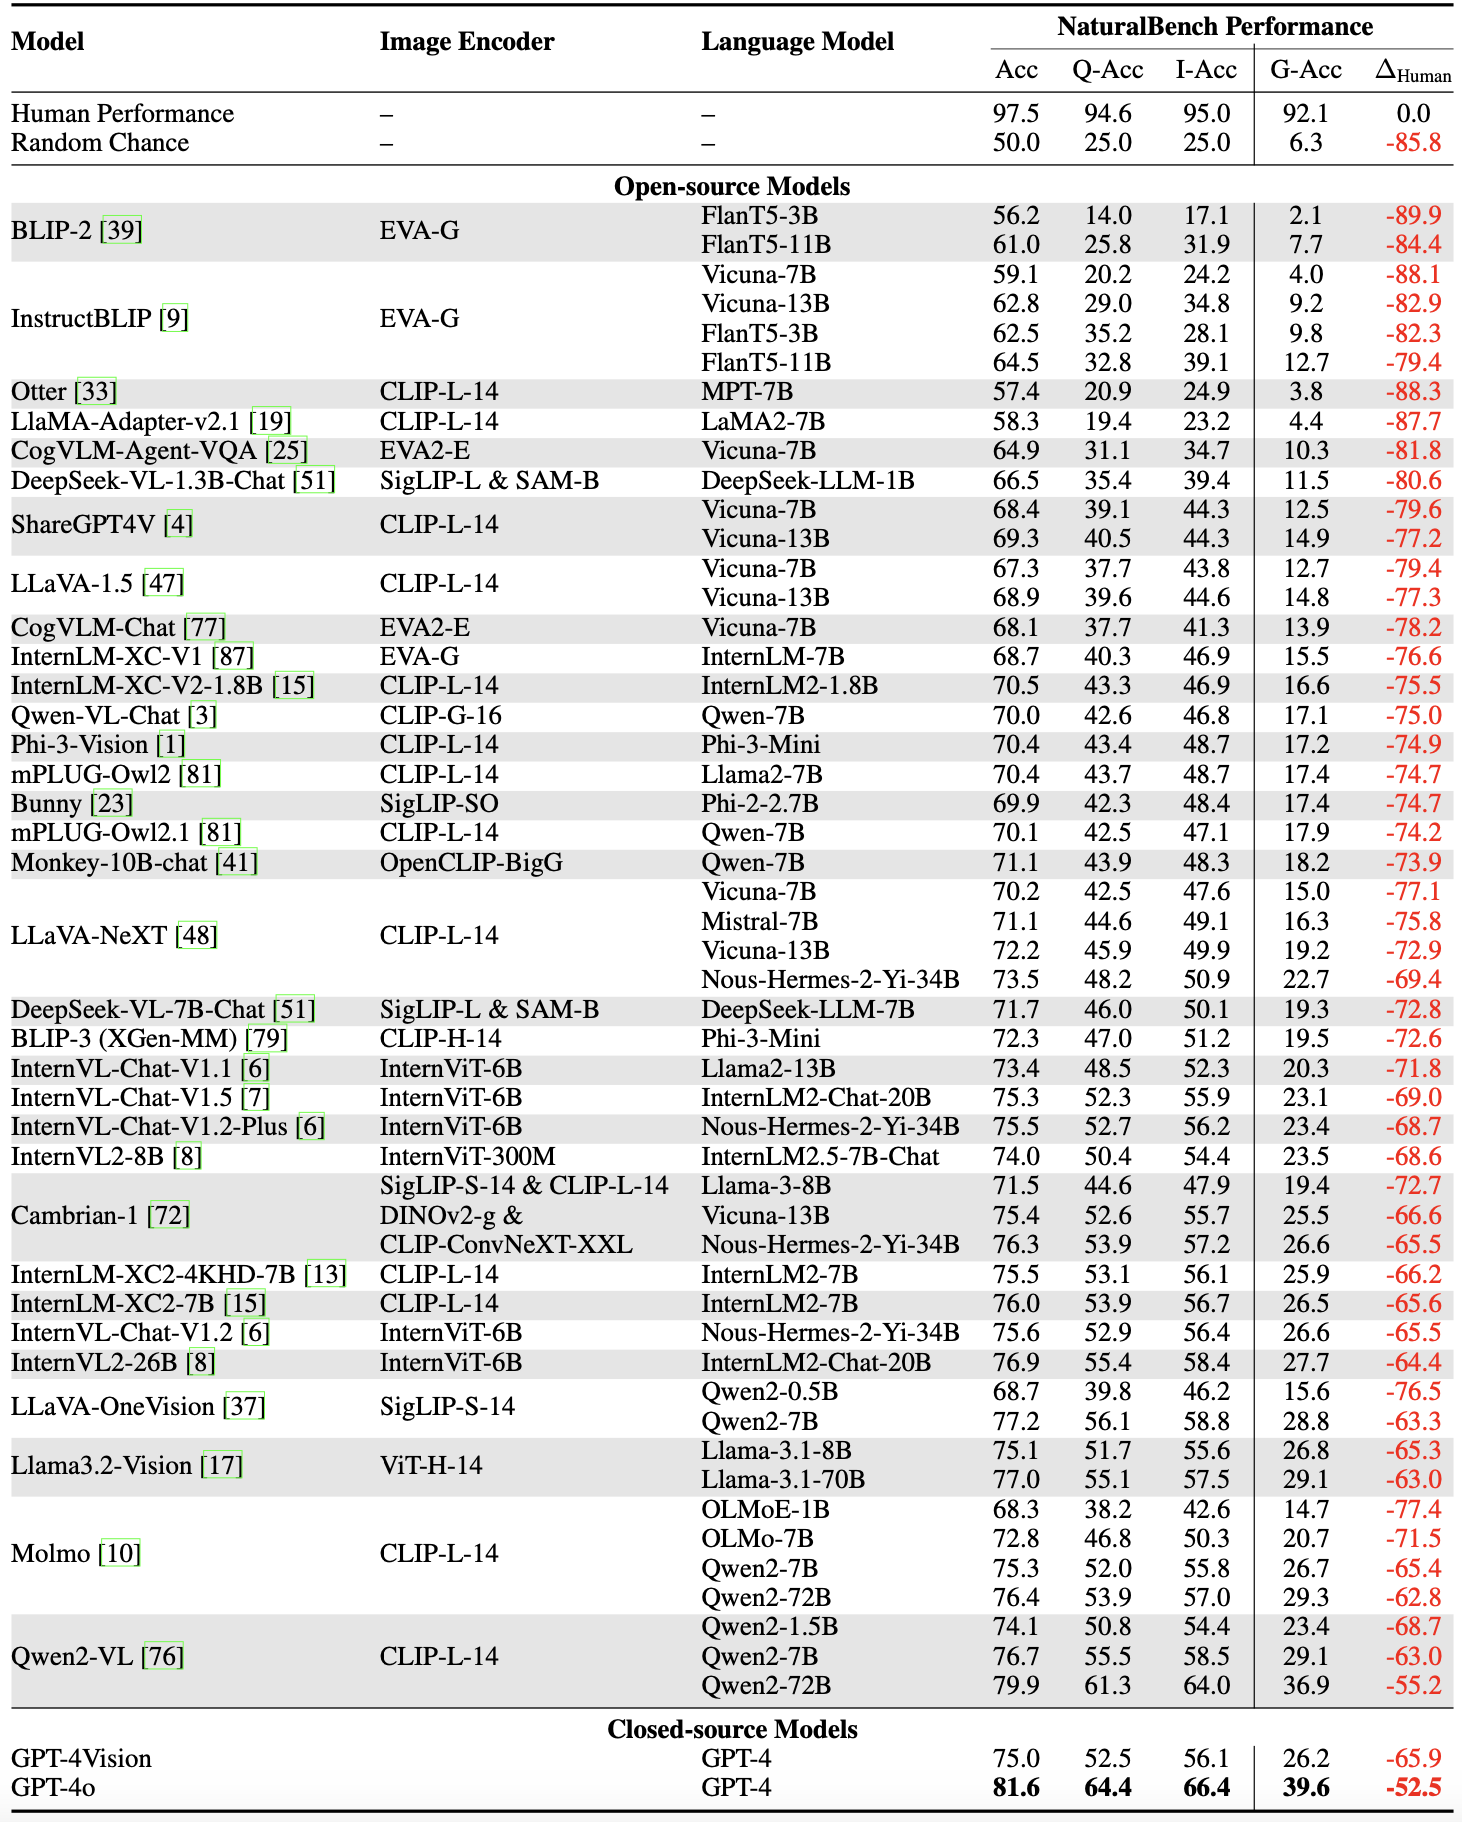 Model Image Encoder Language Model NaturalBench Performance
Acc Q-Acc I-Acc G-Acc Δ_Human
Human Performance – – 97.5 94.6 95.0 92.1 0.0
Random Chance – – 50.0 25.0 25.0 6.3 -85.8
Open-source Models
BLIP-2 [39] EVA-G FlanT5-3B 56.2 14.0 17.1 2.1 -89.9
FlanT5-11B 61.0 25.8 31.9 7.7 -84.4
InstructBLIP [9] EVA-G Vicuna-7B 59.1 20.2 24.2 4.0 -88.1
Vicuna-13B 62.8 29.0 34.8 9.2 -82.9
FlanT5-3B 62.5 35.2 28.1 9.8 -82.3
FlanT5-11B 64.5 32.8 39.1 12.7 -79.4
Otter [33] CLIP-L-14 MPT-7B 57.4 20.9 24.9 3.8 -88.3
LlaMA-Adapter-v2.1 [19] CLIP-L-14 LaMA2-7B 58.3 19.4 23.2 4.4 -87.7
CogVLM-Agent-VQA [25] EVA2-E Vicuna-7B 64.9 31.1 34.7 10.3 -81.8
DeepSeek-VL-1.3B-Chat [51] SigLIP-L & SAM-B DeepSeek-LLM-1B 66.5 35.4 39.4 11.5 -80.6
ShareGPT4V [4] CLIP-L-14 Vicuna-7B 68.4 39.1 44.3 12.5 -79.6
Vicuna-13B 69.3 40.5 44.3 14.9 -77.2
LLaVA-1.5 [47] CLIP-L-14 Vicuna-7B 67.3 37.7 43.8 12.7 -79.4
Vicuna-13B 68.9 39.6 44.6 14.8 -77.3
CogVLM-Chat [77] EVA2-E Vicuna-7B 68.1 37.7 41.3 13.9 -78.2
InternLM-XC-V1 [87] EVA-G InternLM-7B 68.7 40.3 46.9 15.5 -76.6
InternLM-XC-V2-1.8B [15] CLIP-L-14 InternLM2-1.8B 70.5 43.3 46.9 16.6 -75.5
Qwen-VL-Chat [3] CLIP-G-16 Qwen-7B 70.0 42.6 46.8 17.1 -75.0
Phi-3-Vision [1] CLIP-L-14 Phi-3-Mini 70.4 43.4 48.7 17.2 -74.9
mPLUG-Owl2 [81] CLIP-L-14 Llama2-7B 70.4 43.7 48.7 17.4 -74.7
Bunny [23] SigLIP-SO Phi-2-2.7B 69.9 42.3 48.4 17.4 -74.7
mPLUG-Owl2.1 [81] CLIP-L-14 Qwen-7B 70.1 42.5 47.1 17.9 -74.2
Monkey-10B-chat [41] OpenCLIP-BigG Qwen-7B 71.1 43.9 48.3 18.2 -73.9
LLaVA-NeXT [48] CLIP-L-14 Vicuna-7B 70.2 42.5 47.6 15.0 -77.1
Mistral-7B 71.1 44.6 49.1 16.3 -75.8
Vicuna-13B 72.2 45.9 49.9 19.2 -72.9
Nous-Hermes-2-Yi-34B 73.5 48.2 50.9 22.7 -69.4
DeepSeek-VL-7B-Chat [51] SigLIP-L & SAM-B DeepSeek-LLM-7B 71.7 46.0 50.1 19.3 -72.8
BLIP-3 (XGen-MM) [79] CLIP-H-14 Phi-3-Mini 72.3 47.0 51.2 19.5 -72.6
InternVL-Chat-V1.1 [6] InternViT-6B Llama2-13B 73.4 48.5 52.3 20.3 -71.8
InternVL-Chat-V1.5 [7] InternViT-6B InternLM2-Chat-20B 75.3 52.3 55.9 23.1 -69.0
InternVL-Chat-V1.2-Plus [6] InternViT-6B Nous-Hermes-2-Yi-34B 75.5 52.7 56.2 23.4 -68.7
InternVL2-8B [8] InternViT-300M InternLM2.5-7B-Chat 74.0 50.4 54.4 23.5 -68.6
SigLIP-S-14 & CLIP-L-14 Llama-3-8B 71.5 44.6 47.9 19.4 -72.7
Cambrian-1 [72] DINOv2-g & Vicuna-13B 75.4 52.6 55.7 25.5 -66.6
CLIP-ConvNeXT-XXL Nous-Hermes-2-Yi-34B 76.3 53.9 57.2 26.6 -65.5
InternLM-XC2-4KHD-7B [13] CLIP-L-14 InternLM2-7B 75.5 53.1 56.1 25.9 -66.2
InternLM-XC2-7B [15] CLIP-L-14 InternLM2-7B 76.0 53.9 56.7 26.5 -65.6
InternVL-Chat-V1.2 [6] InternViT-6B Nous-Hermes-2-Yi-34B 75.6 52.9 56.4 26.6 -65.5
InternVL2-26B [8] InternViT-6B InternLM2-Chat-20B 76.9 55.4 58.4 27.7 -64.4
LLaVA-OneVision [37] SigLIP-S-14 Qwen2-0.5B 68.7 39.8 46.2 15.6 -76.5
Qwen2-7B 77.2 56.1 58.8 28.8 -63.3
Llama3.2-Vision [17] ViT-H-14 Llama-3.1-8B 75.1 51.7 55.6 26.8 -65.3
Llama-3.1-70B 77.0 55.1 57.5 29.1 -63.0
Molmo [10] CLIP-L-14 OLMoE-1B 68.3 38.2 42.6 14.7 -77.4
OLMo-7B 72.8 46.8 50.3 20.7 -71.5
Qwen2-7B 75.3 52.0 55.8 26.7 -65.4
Qwen2-72B 76.4 53.9 57.0 29.3 -62.8
Qwen2-VL [76] CLIP-L-14 Qwen2-1.5B 74.1 50.8 54.4 23.4 -68.7
Qwen2-7B 76.7 55.5 58.5 29.1 -63.0
Qwen2-72B 79.9 61.3 64.0 36.9 -55.2
Closed-source Models
GPT-4Vision GPT-4 75.0 52.5 56.1 26.2 -65.9
GPT-4o GPT-4 81.6 64.4 66.4 39.6 -52.5